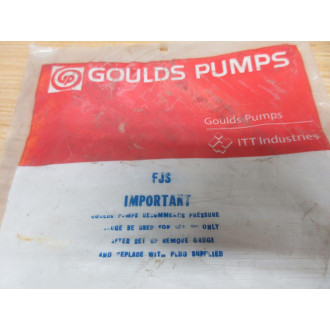 GOULDS PUMPS
Goulds Pumps
ITT Industries
FJS
IMPORTANT
GOULDS PUMPS RECOMMENDS PRESSURE
BE USED FOR ONLY
AFTER SET UP REMOVE GAUGE
AND REPLACE WITH PLUG SUPPLIED